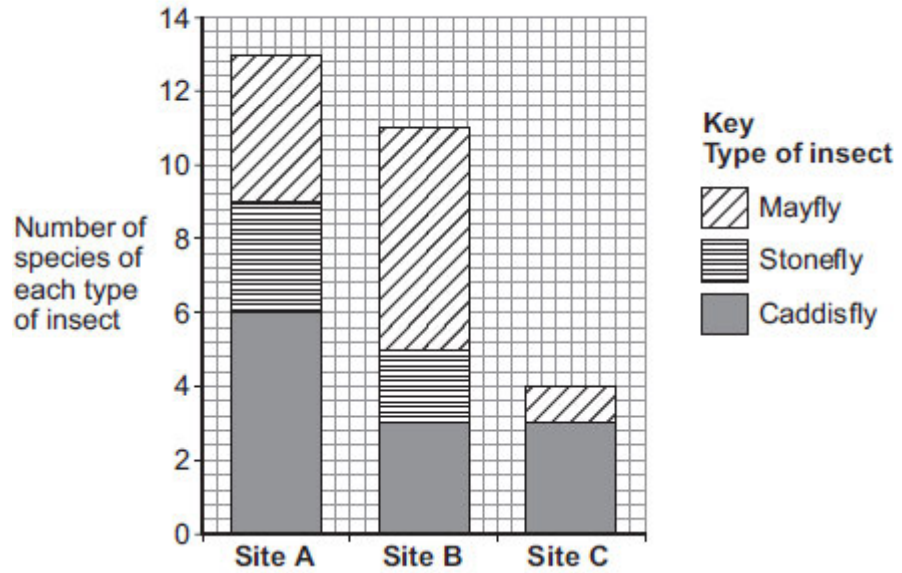 14
12
10
8
6
4
2
0
Number of
species of
each type
of insect
Site A
Site B
Site C
Key
Type of insect
Mayfly
Stonefly
Caddisfly